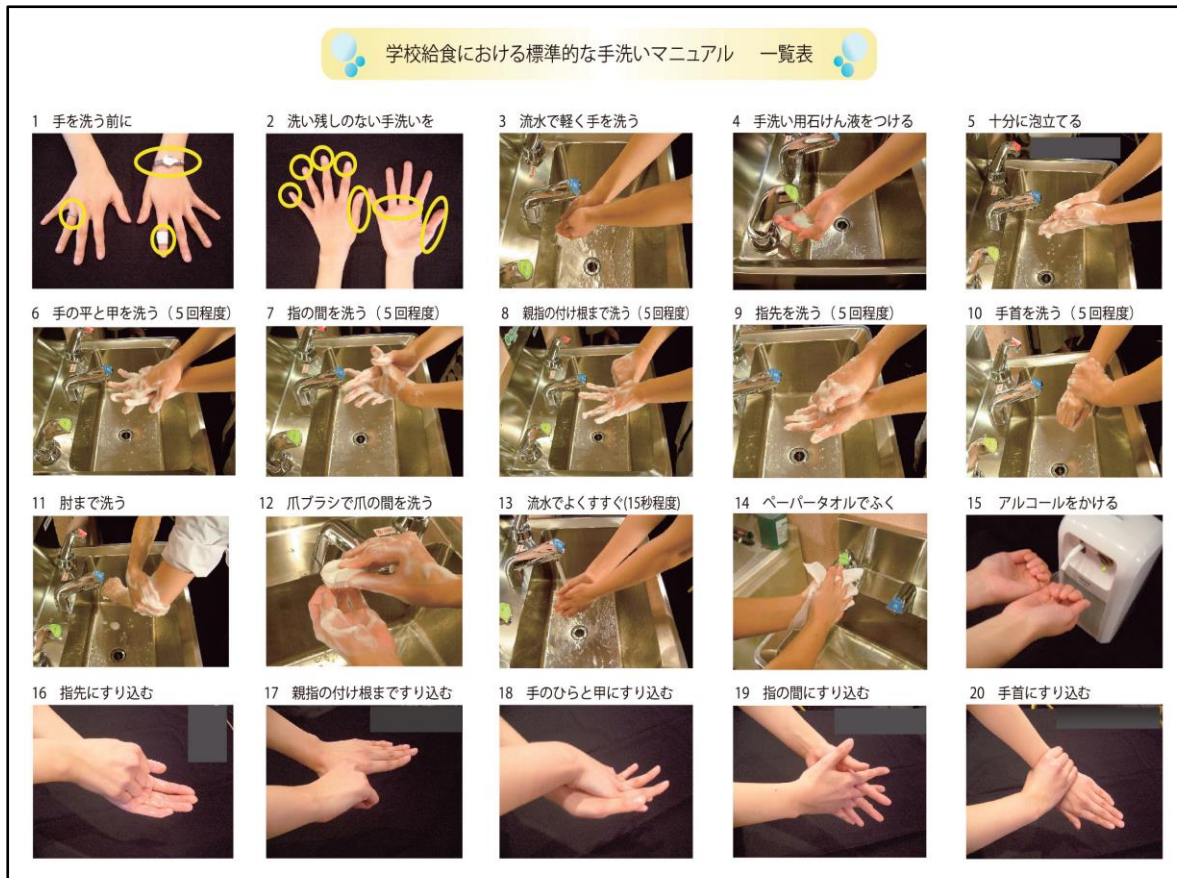 学校給食における標準的な手洗いマニュアル　一覧表
1　手を洗う前に
2　洗い残しのない手洗いを
3　流水で軽く手を洗う
4　手洗い用石けん液をつける
5　十分に泡立てる
6　手の平と甲を洗う（５回程度）
7　指の間を洗う（５回程度）
8　親指の付け根まで洗う（５回程度）
9　指先を洗う（５回程度）
10　手首を洗う（５回程度）
11　肘まで洗う
12　爪ブラシで爪の間を洗う
13　流水でよくすすぐ(15秒程度)
14　ペーパータオルでふく
15　アルコールをかける
16　指先にすり込む
17　親指の付け根まですり込む
18　手のひらと甲にすり込む
19　指の間にすり込む
20　手首にすり込む